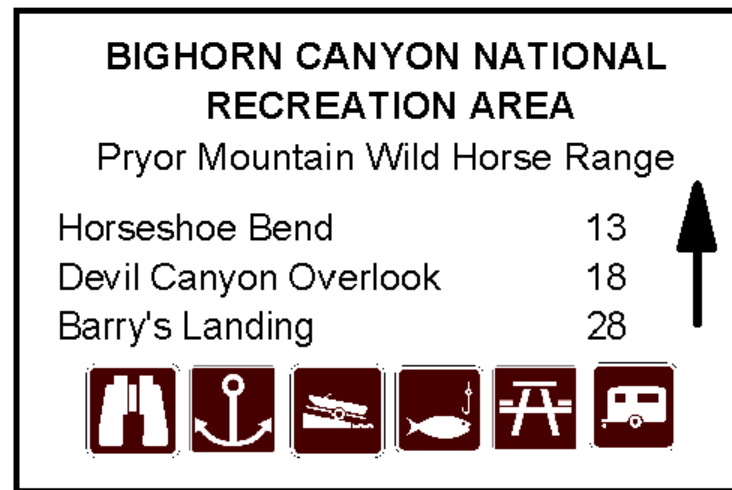 BIGHORN CANYON NATIONAL
RECREATION AREA
Pryor Mountain Wild Horse Range
Horseshoe Bend 13
Devil Canyon Overlook 18
Barry's Landing 28